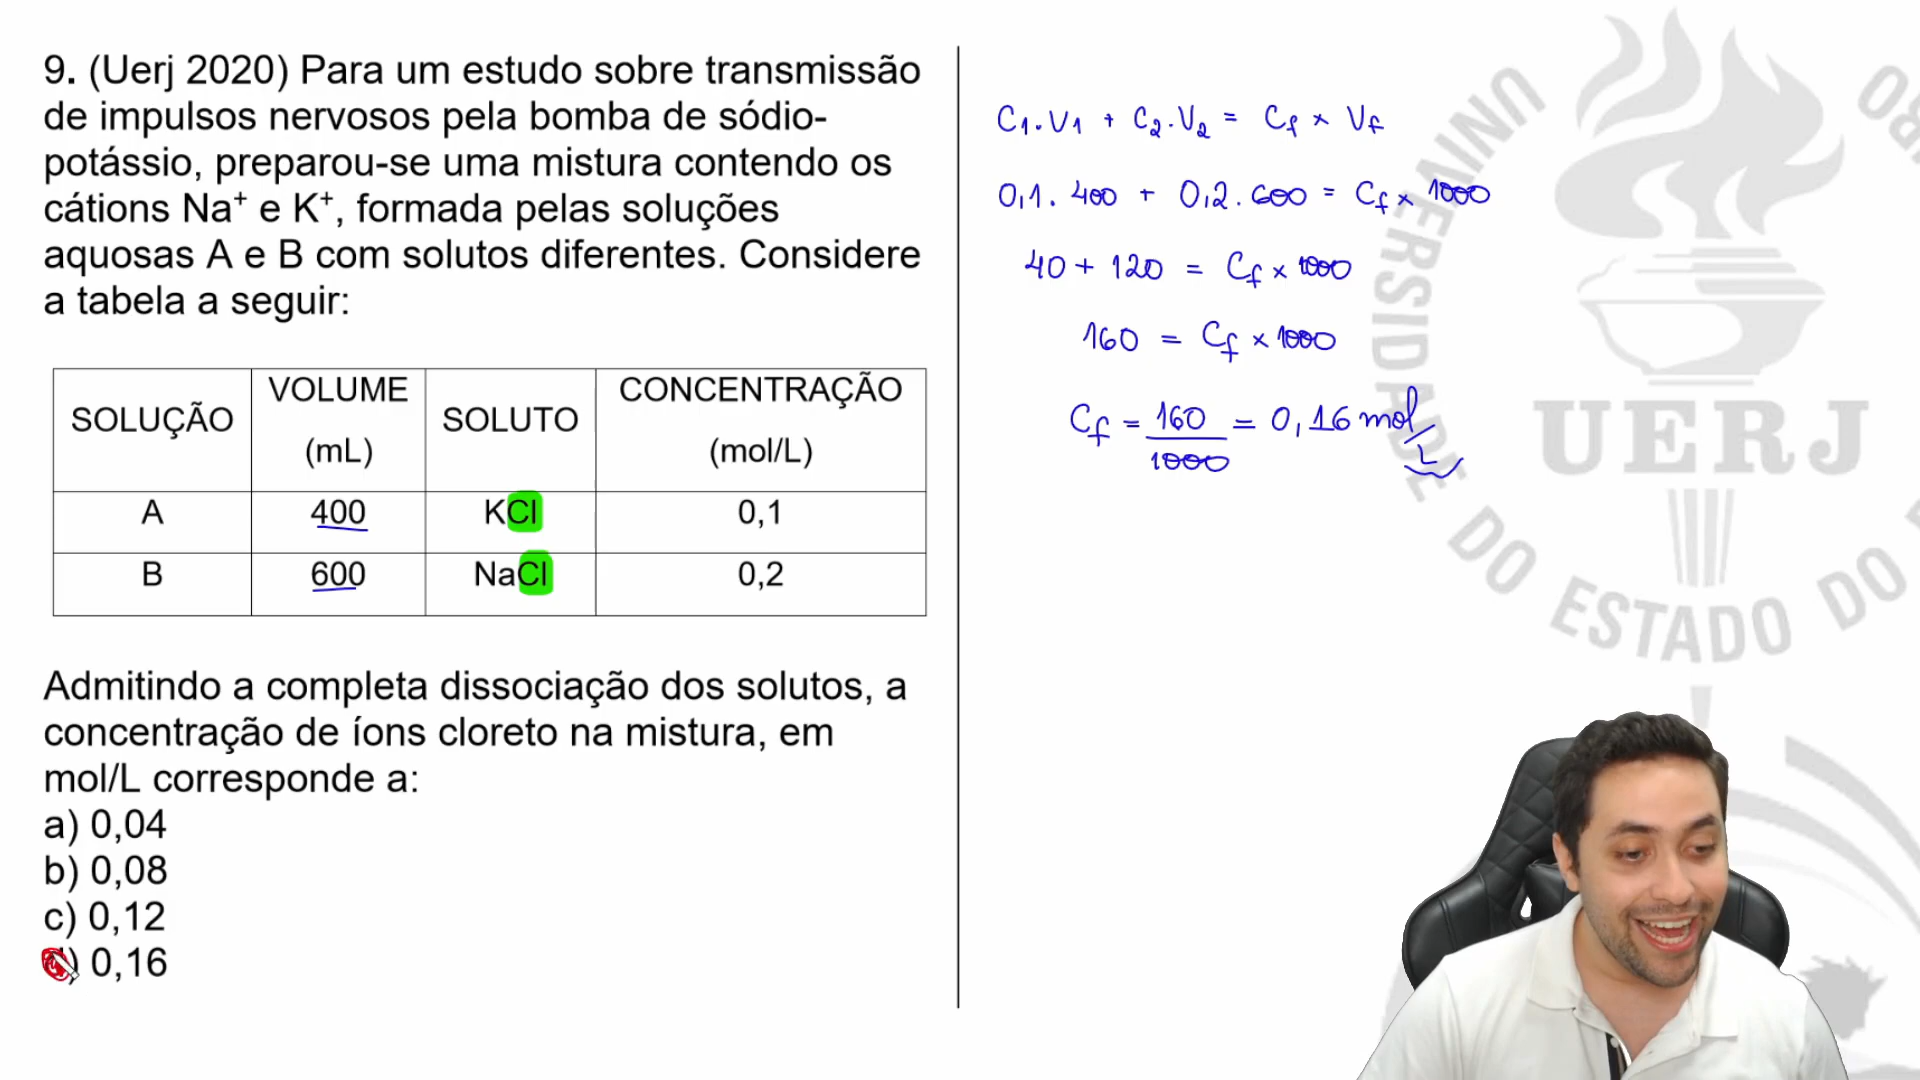 9. (Uerj 2020) Para um estudo sobre transmissão
de impulsos nervosos pela bomba de sódio-
potássio, preparou-se uma mistura contendo os
cátions Na⁺ e K⁺, formada pelas soluções
aquosas A e B com solutos diferentes. Considere
a tabela a seguir:
SOLUÇÃO VOLUME (mL) SOLUTO CONCENTRAÇÃO (mol/L)
A 400 KCl 0,1
B 600 NaCl 0,2
Admitindo a completa dissociação dos solutos, a
concentração de íons cloreto na mistura, em
mol/L corresponde a:
a) 0,04
b) 0,08
c) 0,12
) 0,16
C₁.V₁ + C₂.V₂ = Cf × Vf
0,1. 400 + 0,2. 600 = Cf × 1000
40 + 120 = Cf × 1000
160 = Cf × 1000
Cf = 160/1000 = 0,16 mol/L
UNIVERSIDADE DO ESTADO DO
UERJ